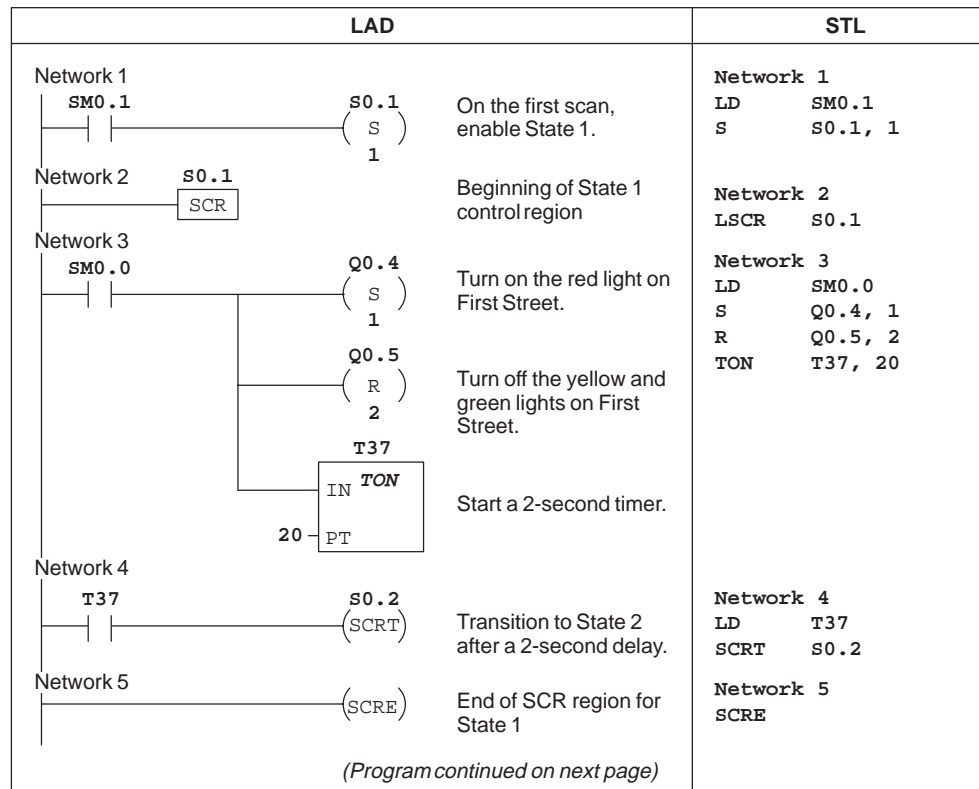 LAD
STL
Network 1
SM0.1
S0.1
S
1
On the first scan,
enable State 1.
Network 1
LD SM0.1
S S0.1, 1
Network 2
S0.1
SCR
Beginning of State 1
control region
Network 2
LSCR S0.1
Network 3
SM0.0
Q0.4
S
1
Turn on the red light on
First Street.
Q0.5
R
2
Turn off the yellow and
green lights on First
Street.
T37
IN TON
20 PT
Start a 2-second timer.
Network 3
LD SM0.0
S Q0.4, 1
R Q0.5, 2
TON T37, 20
Network 4
T37
S0.2
SCRT
Transition to State 2
after a 2-second delay.
Network 4
LD T37
SCRT S0.2
Network 5
SCRE
End of SCR region for
State 1
Network 5
SCRE
(Program continued on next page)